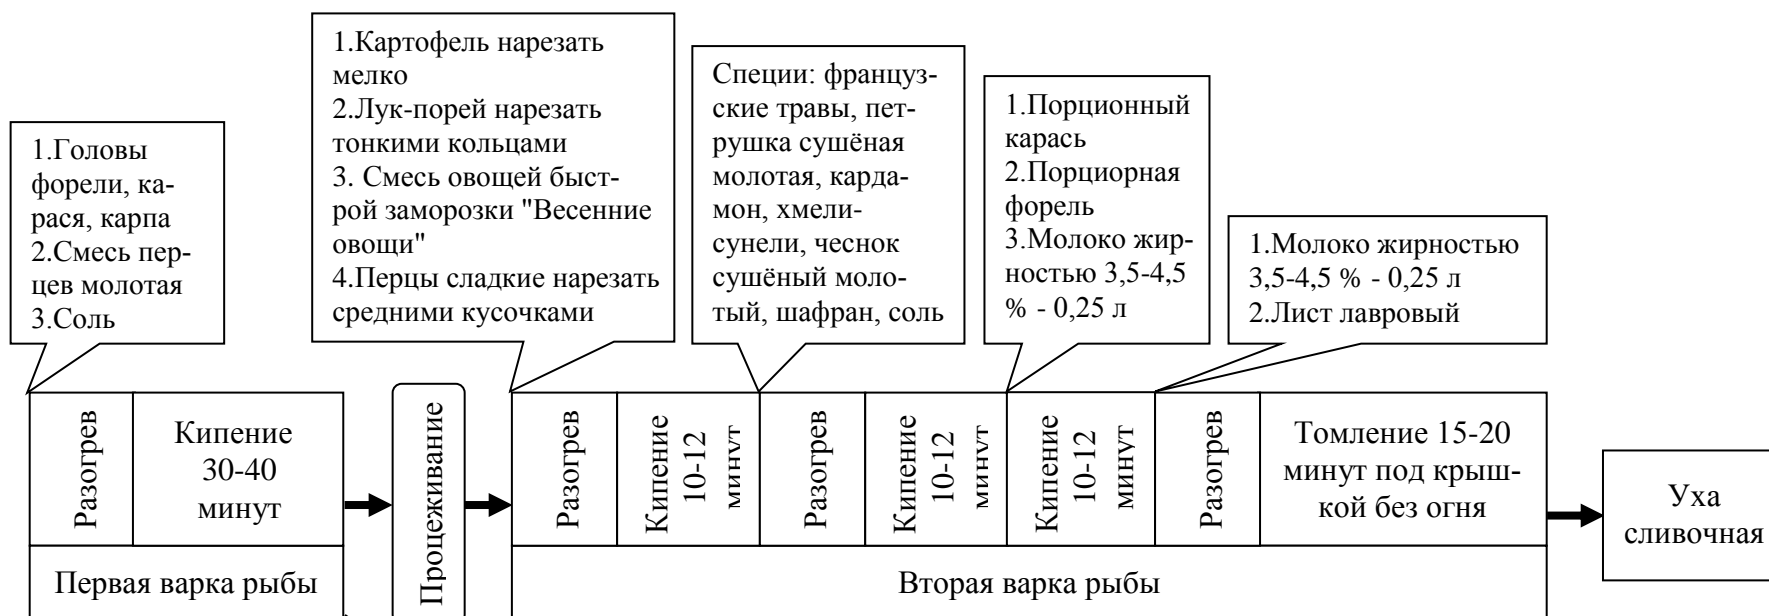 1.Головы
форели, ка-
рася, карпа
2.Смесь пер-
цев молотая
3.Соль
1.Картофель нарезать
мелко
2.Лук-порей нарезать
тонкими кольцами
3. Смесь овощей быст-
рой заморозки "Весенние
овощи"
4.Перцы сладкие нарезать
средними кусочками
Специи: француз-
ские травы, пет-
рушка сушёная
молотая, карда-
мон, хмели-
сунели, чеснок
сушёный моло-
тый, шафран, соль
1.Порционный
карась
2.Порциорная
форель
3.Молоко жир-
ностью 3,5-4,5
% - 0,25 л
1.Молоко жирностью
3,5-4,5 % - 0,25 л
2.Лист лавровый
Разогрев
Кипение
30-40
минут
Первая варка рыбы
Процеживание
Разогрев
Кипение
10-12
минут
Разогрев
Кипение
10-12
минут
Кипение
10-12
минут
Разогрев
Томление 15-20
минут под крыш-
кой без огня
Вторая варка рыбы
Уха
сливочная